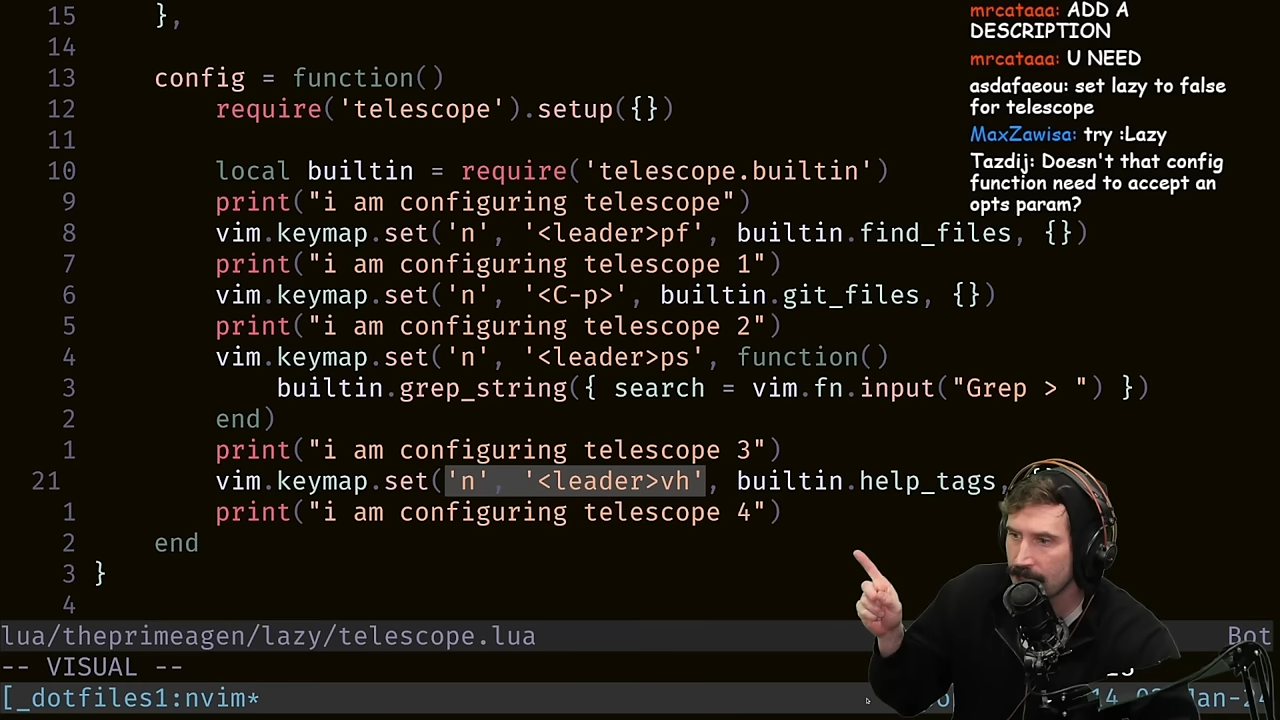 15 },
14
13 config = function()
12 require('telescope').setup({})
11
10 local builtin = require('telescope.builtin')
9 print("i am configuring telescope")
8 vim.keymap.set('n', '<leader>pf', builtin.find_files, {})
7 print("i am configuring telescope 1")
6 vim.keymap.set('n', '<C-p>', builtin.git_files, {})
5 print("i am configuring telescope 2")
4 vim.keymap.set('n', '<leader>ps', function()
3 builtin.grep_string({ search = vim.fn.input("Grep > ") })
2 end)
1 print("i am configuring telescope 3")
21 vim.keymap.set('n', '<leader>vh', builtin.help_tags,
1 print("i am configuring telescope 4")
2 end
3 }
4
lua/theprimeagen/lazy/telescope.lua Bot
-- VISUAL --
[_dotfiles1:nvim*
mrcataaa: ADD A
DESCRIPTION
mrcataaa: U NEED
asdafaeou: set lazy to false
for telescope
MaxZawisa: try :Lazy
Tazdij: Doesn't that config
function need to accept an
opts param?